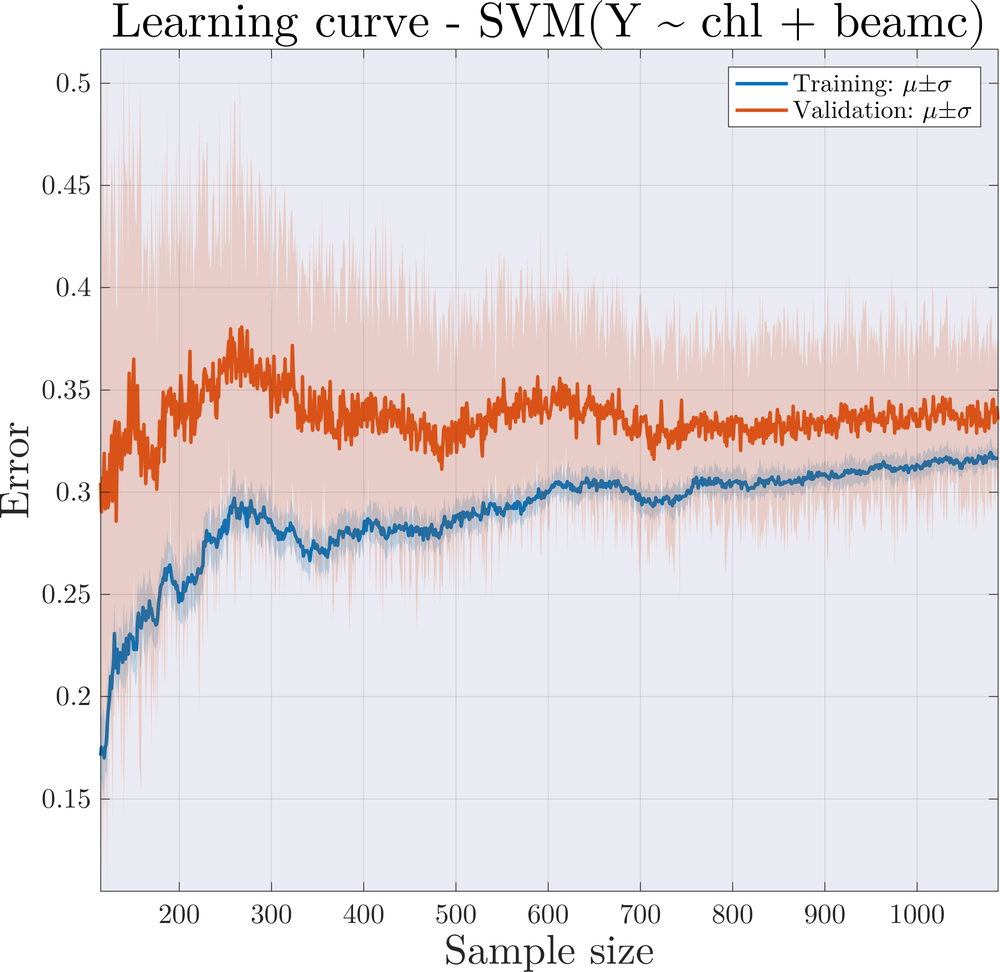 Learning curve - SVM(Y ~ chl + beamc)
Training: μ±σ
Validation: μ±σ
0.5
0.45
0.4
0.35
0.3
0.25
0.2
0.15
Error
200 300 400 500 600 700 800 900 1000
Sample size